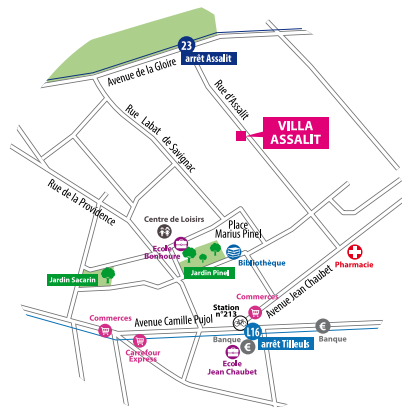 23
arrêt Assalit
Avenue de la Gloire
Rue d'Assalit
VILLA
ASSALIT
Rue Labat de Savignac
Rue de la Providence
Centre de Loisirs
Place
Marius Pinel
Ecole
Bonhoure
Bibliothèque
Pharmacie
Jardin Pinel
Jardin Sacarin
Avenue Jean Chaubet
Commerces
Station
n°213
Commerces
Avenue Camille Pujol
L16
arrêt Tilleuls
€
Banque
Banque
€
Carrefour
Express
Ecole
Jean Chaubet